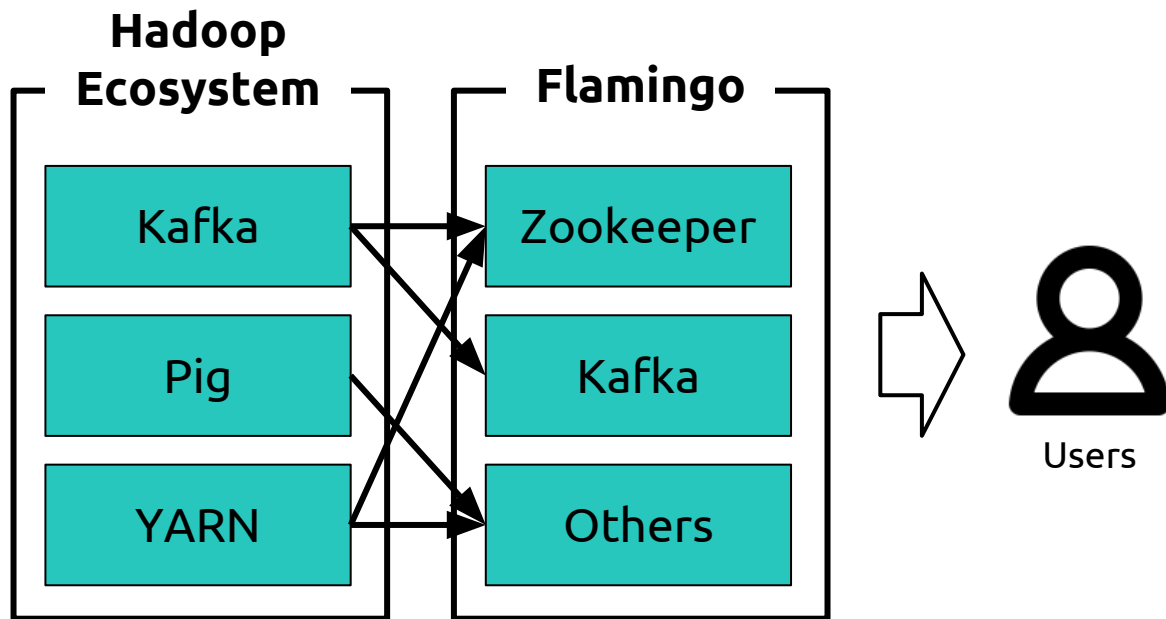 Hadoop
Ecosystem
Flamingo
Kafka
Zookeeper
Pig
Kafka
YARN
Others
Users